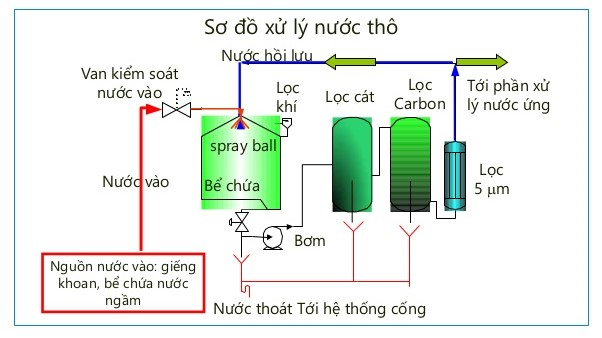 Sơ đồ xử lý nước thô
Nước hồi lưu
Van kiểm soát
nước vào
Lọc
khí
Lọc cát
Lọc
Carbon
Tới phần xử
lý nước ứng
spray ball
Nước vào
Bể chứa
Lọc
5 μm
Bơm
Nguồn nước vào: giếng
khoan, bể chứa nước
ngầm
Nước thoát Tới hệ thống cống